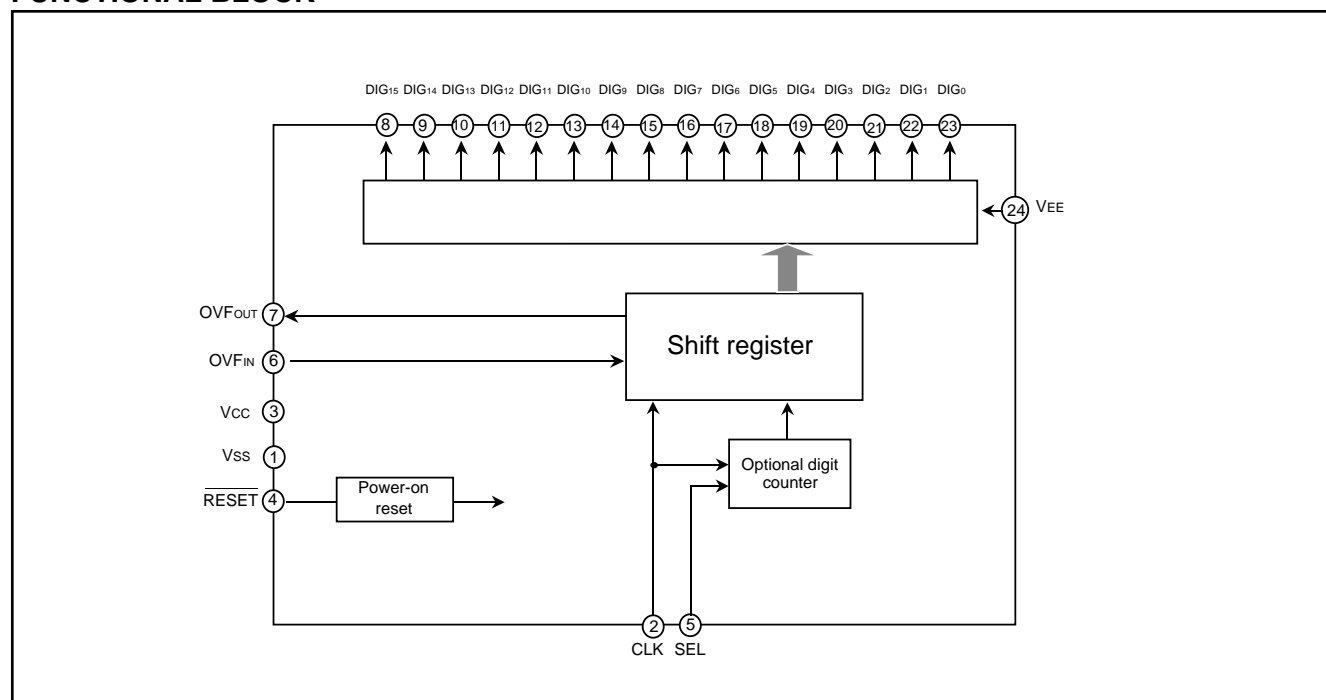 FUNCTIONAL BLOCK
DIG15 DIG14 DIG13 DIG12 DIG11 DIG10 DIG9 DIG8 DIG7 DIG6 DIG5 DIG4 DIG3 DIG2 DIG1 DIG0
8 9 10 11 12 13 14 15 16 17 18 19 20 21 22 23
24 VEE
OVFOUT 7
Shift register
OVFIN 6
VCC 3
VSS 1
Optional digit
counter
RESET 4
Power-on
reset
2 5
CLK SEL